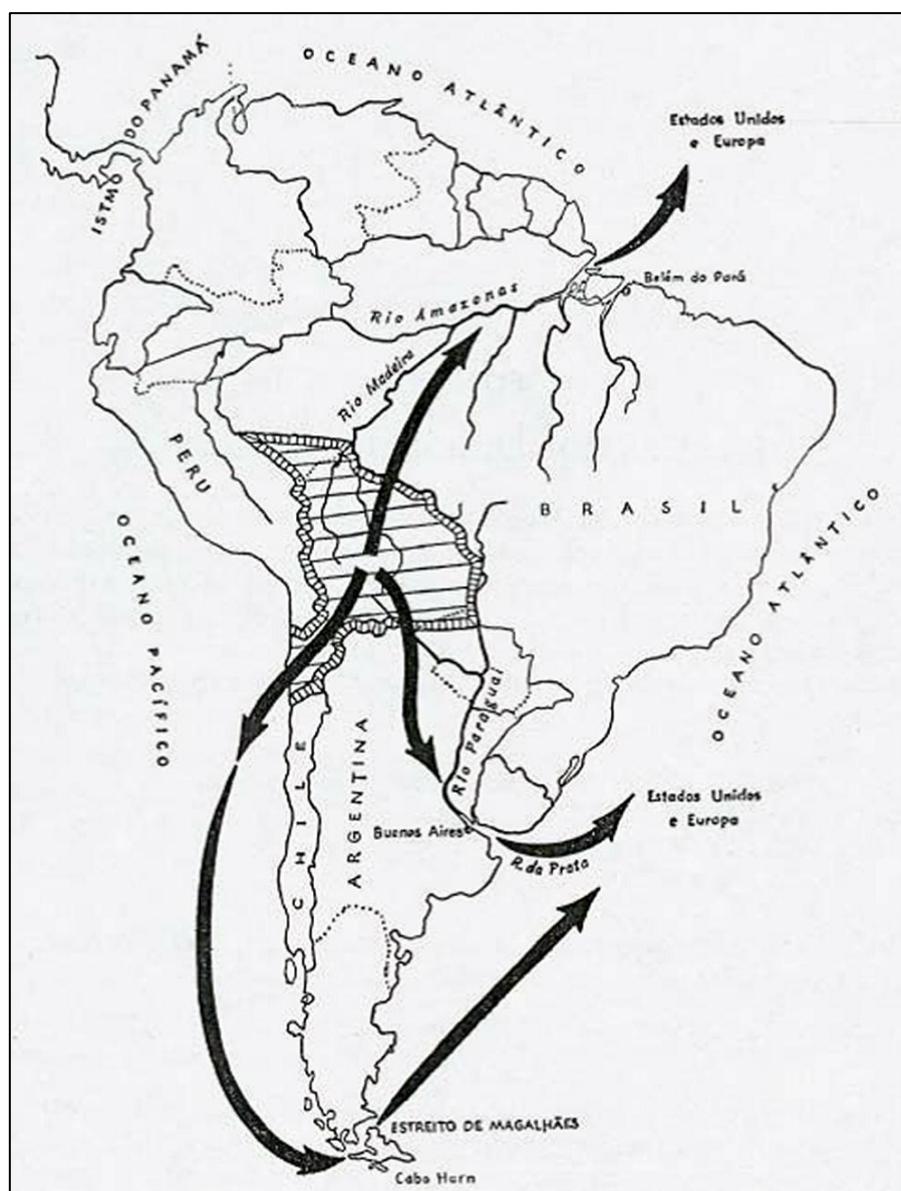 OCEANO ATLÂNTICO
ISTMO DO PANAMÁ
Estados Unidos
e Europa
Belém do Pará
Rio Amazonas
Rio Madeira
PERU
BRASIL
OCEANO PACÍFICO
OCEANO ATLÂNTICO
Rio Paraguai
CHILE
ARGENTINA
Estados Unidos
e Europa
Buenos Aires
R. da Prata
ESTREITO DE MAGALHÃES
Cabo Horn